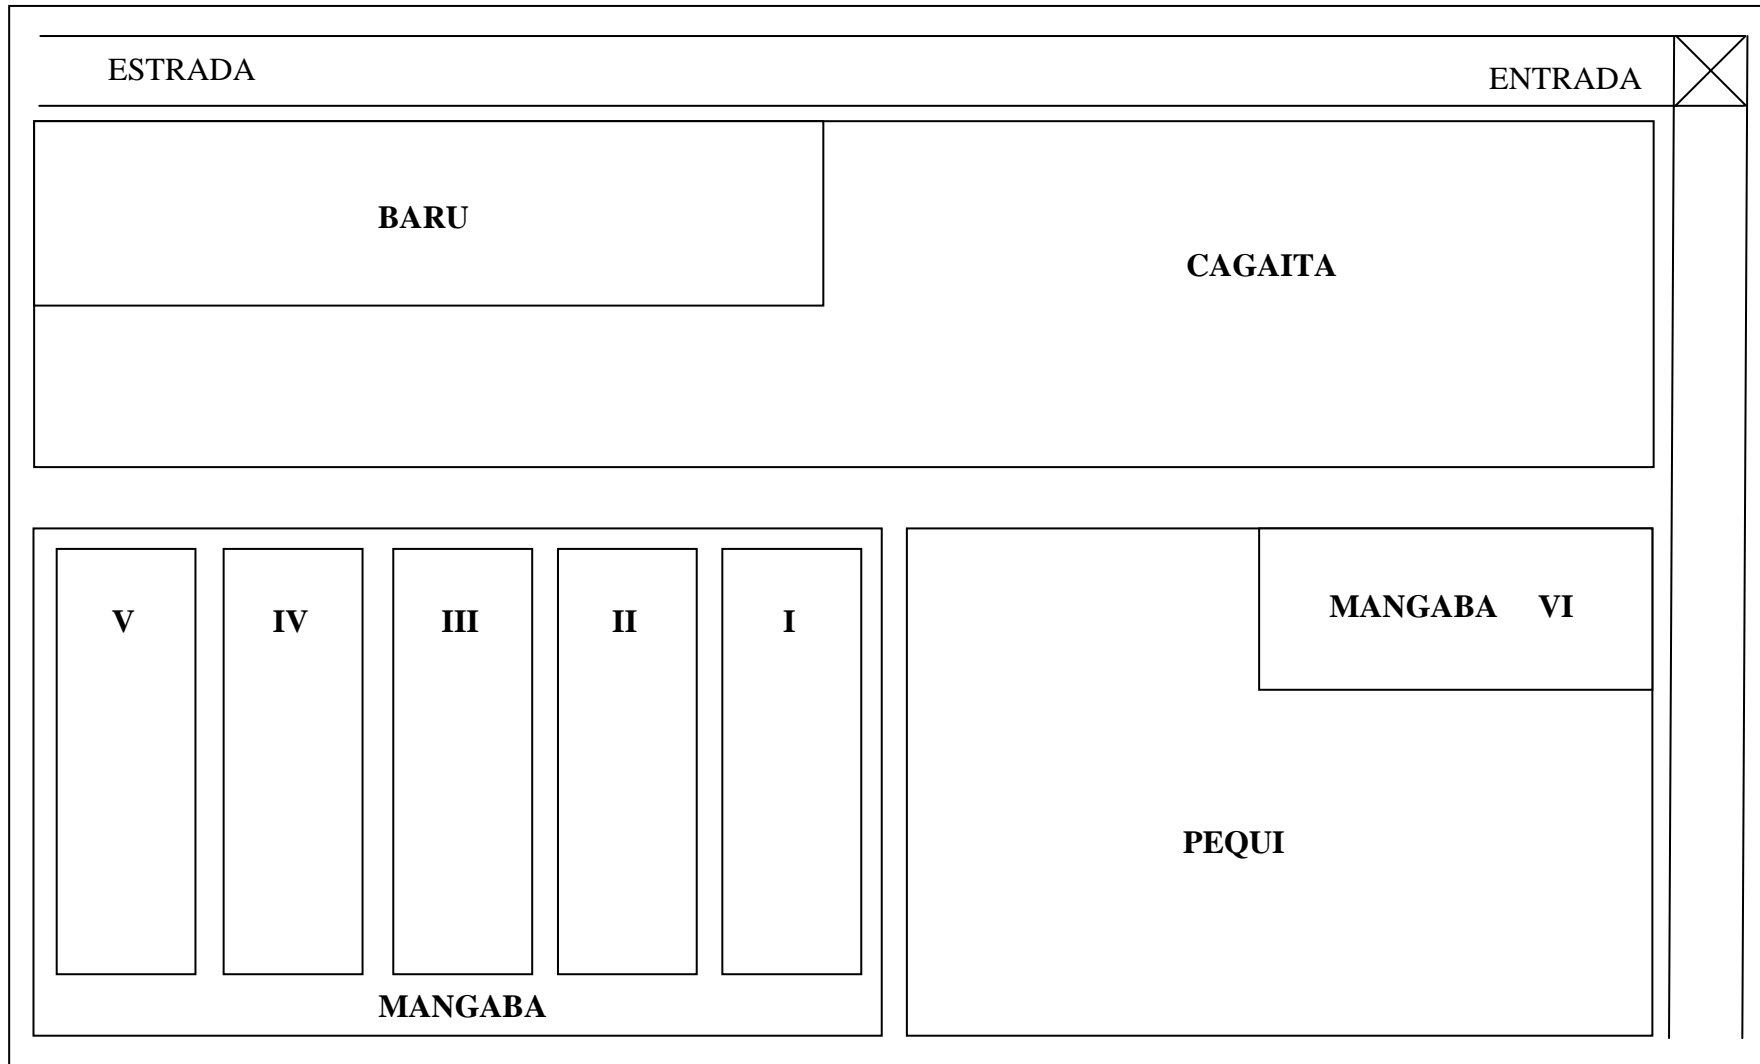 ESTRADA
ENTRADA
BARU
CAGAITA
V IV III II I
MANGABA VI
PEQUI
MANGABA